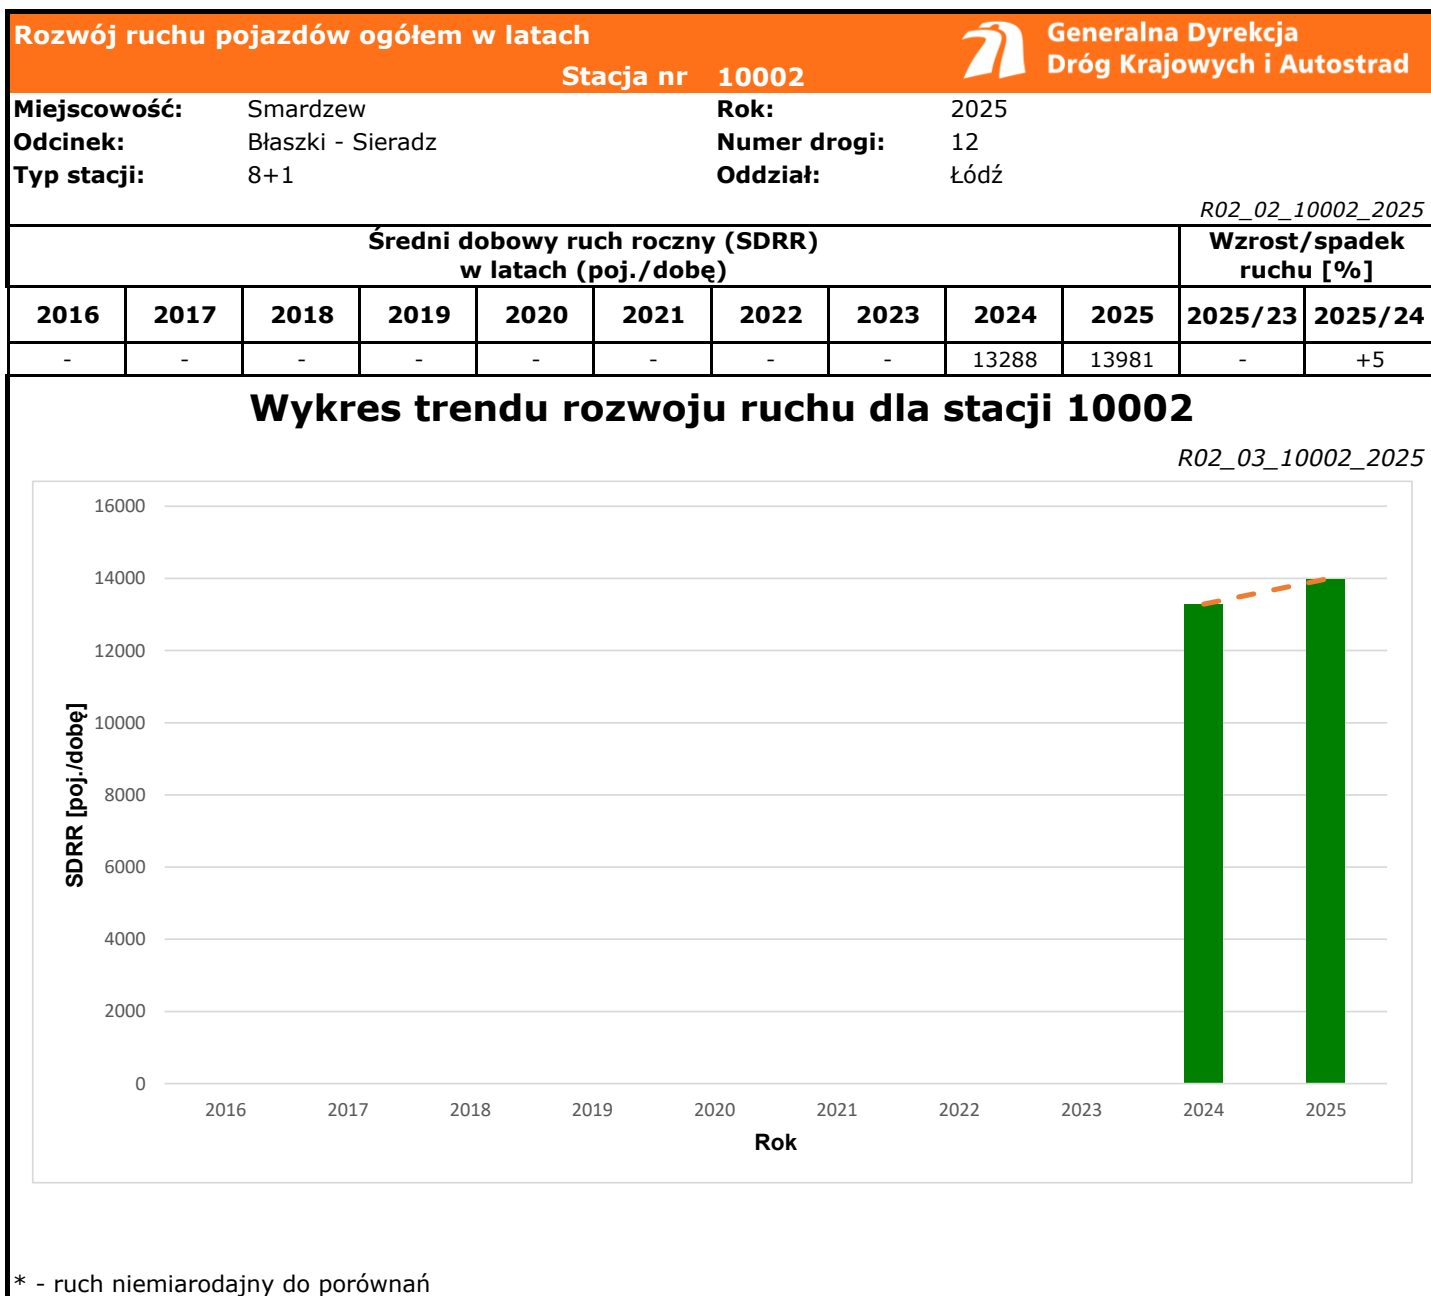 Rozwój ruchu pojazdów ogółem w latach
Stacja nr 10002
Generalna Dyrekcja
Dróg Krajowych i Autostrad
Miejscowość: Smardzew Rok: 2025
Odcinek: Błaszki - Sieradz Numer drogi: 12
Typ stacji: 8+1 Oddział: Łódź
R02_02_10002_2025
Średni dobowy ruch roczny (SDRR)
w latach (poj./dobę)
Wzrost/spadek
ruchu [%]
2016 2017 2018 2019 2020 2021 2022 2023 2024 2025 2025/23 2025/24
- - - - - - - - 13288 13981 - +5
Wykres trendu rozwoju ruchu dla stacji 10002
R02_03_10002_2025
SDRR [poj./dobę]
16000
14000
12000
10000
8000
6000
4000
2000
0
2016 2017 2018 2019 2020 2021 2022 2023 2024 2025
Rok
* - ruch niemiarodajny do porównań